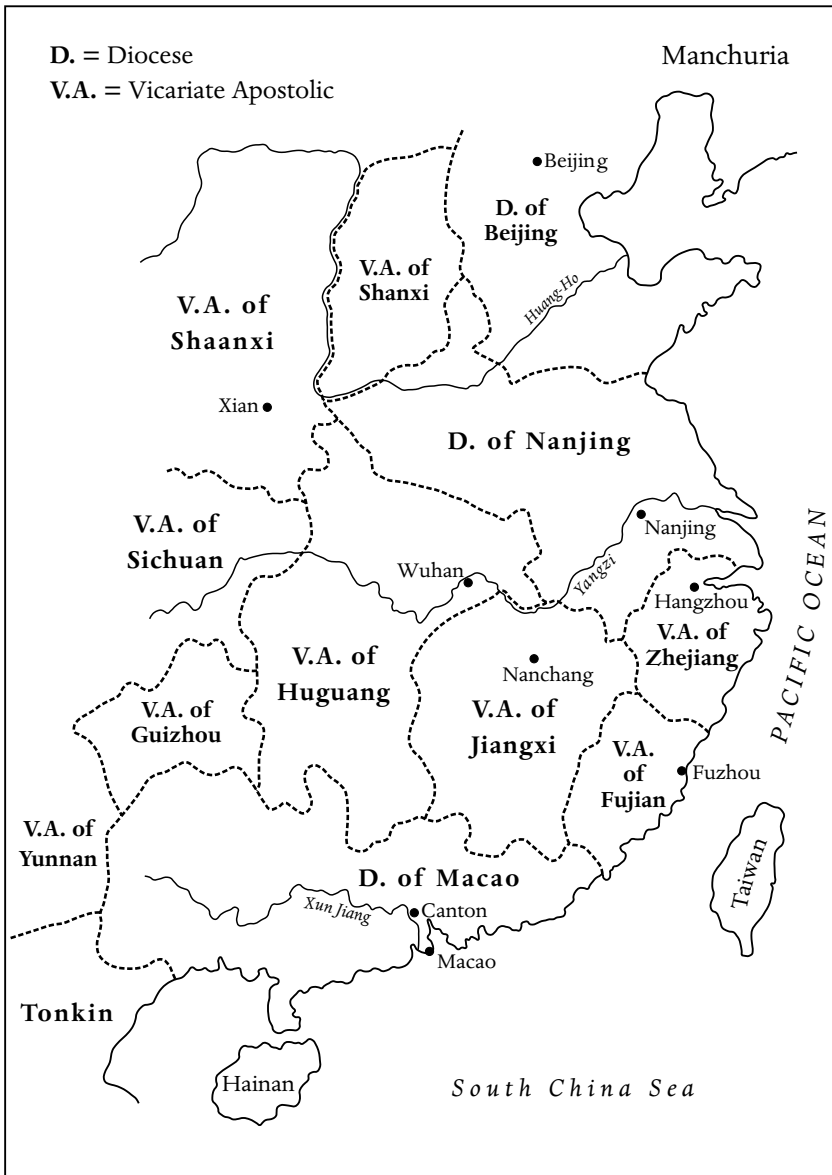 D. = Diocese
V.A. = Vicariate Apostolic
Manchuria
Beijing
D. of
Beijing
V.A. of
Shanxi
Huang-Ho
V.A. of
Shaanxi
Xian
D. of Nanjing
V.A. of
Sichuan
Nanjing
Wuhan
Yangzi
Hangzhou
V.A. of
Zhejiang
PACIFIC OCEAN
V.A. of
Huguang
Nanchang
V.A. of
Jiangxi
V.A. of
Guizhou
V.A.
of
Fujian
Fuzhou
V.A. of
Yunnan
Taiwan
D. of Macao
Xun Jiang
Canton
Macao
Tonkin
Hainan
South China Sea